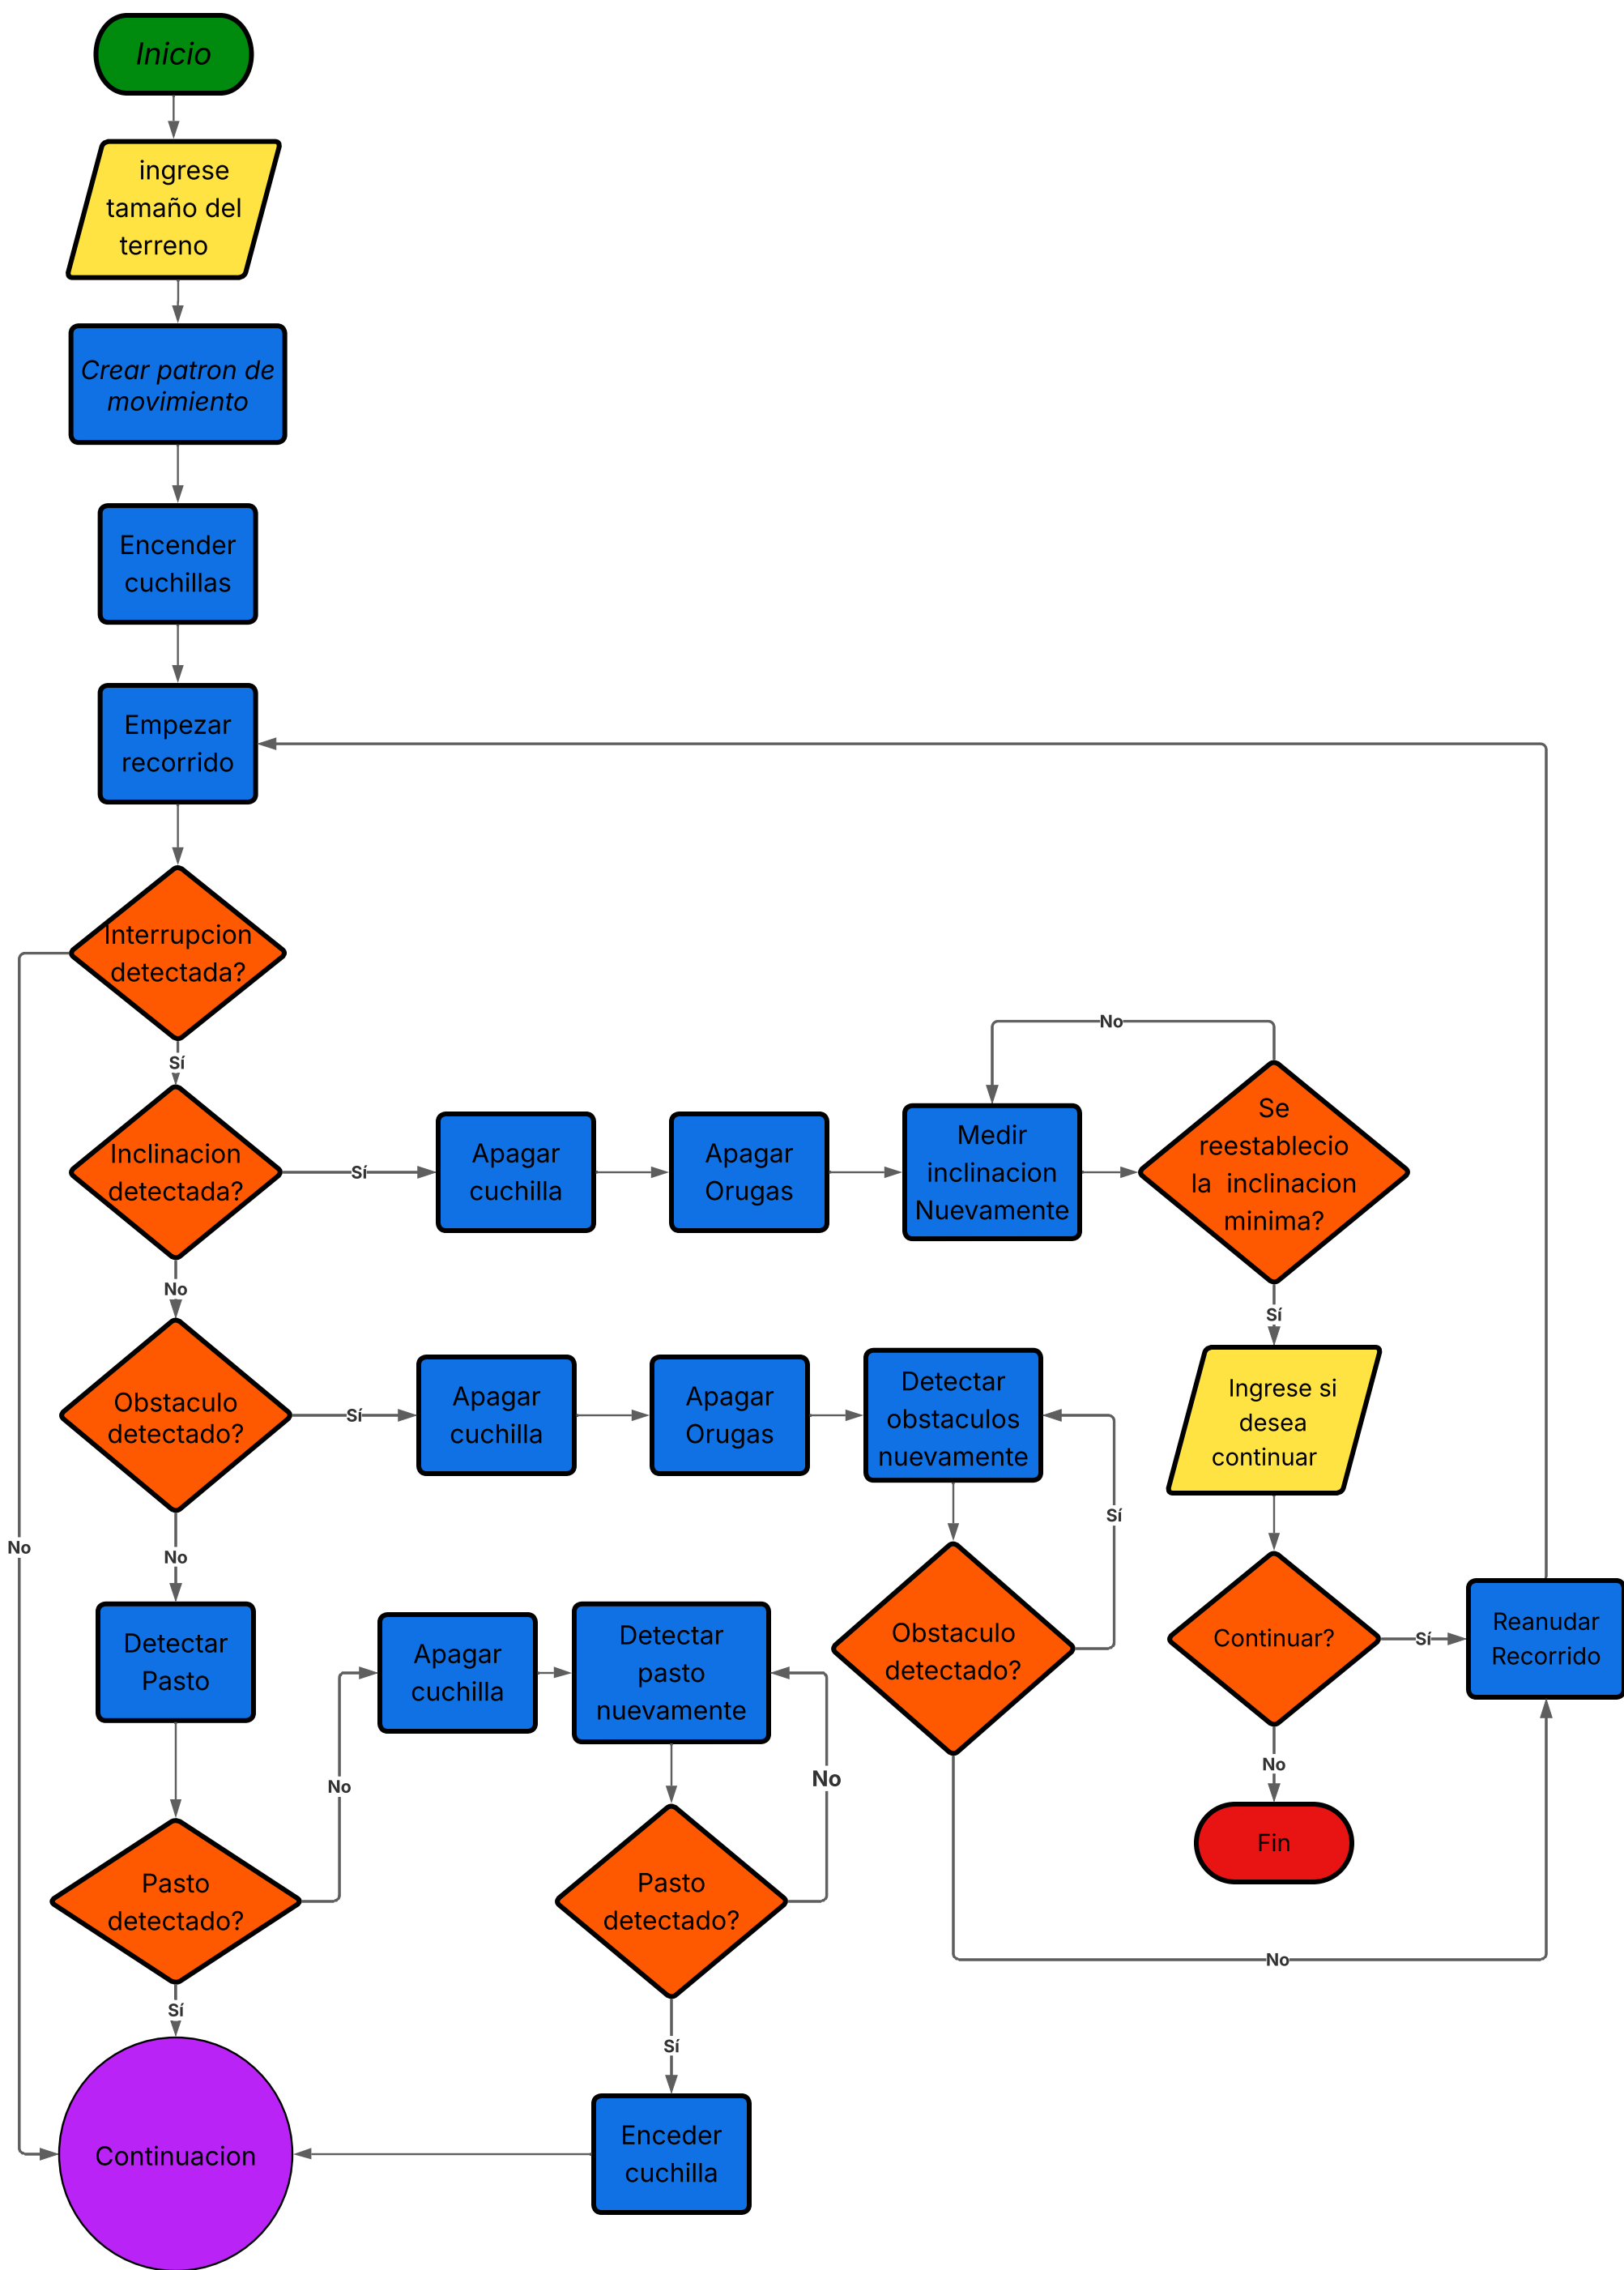 Inicio
ingrese
tamaño del
terreno
Crear patron de
movimiento
Encender
cuchillas
Empezar
recorrido
Interrupcion
detectada?
Sí
No
Inclinacion
detectada?
Sí
Apagar
cuchilla
Apagar
Orugas
Medir
inclinacion
Nuevamente
No
Se
reestablecio
la inclinacion
minima?
Sí
No
Obstaculo
detectado?
Sí
Apagar
cuchilla
Apagar
Orugas
Detectar
obstaculos
nuevamente
Sí
Ingrese si
desea
continuar
No
Detectar
Pasto
Apagar
cuchilla
Detectar
pasto
nuevamente
Obstaculo
detectado?
Continuar?
Sí
Reanudar
Recorrido
No
No
No
Fin
Pasto
detectado?
Pasto
detectado?
No
Sí
Sí
Continuacion
Enceder
cuchilla